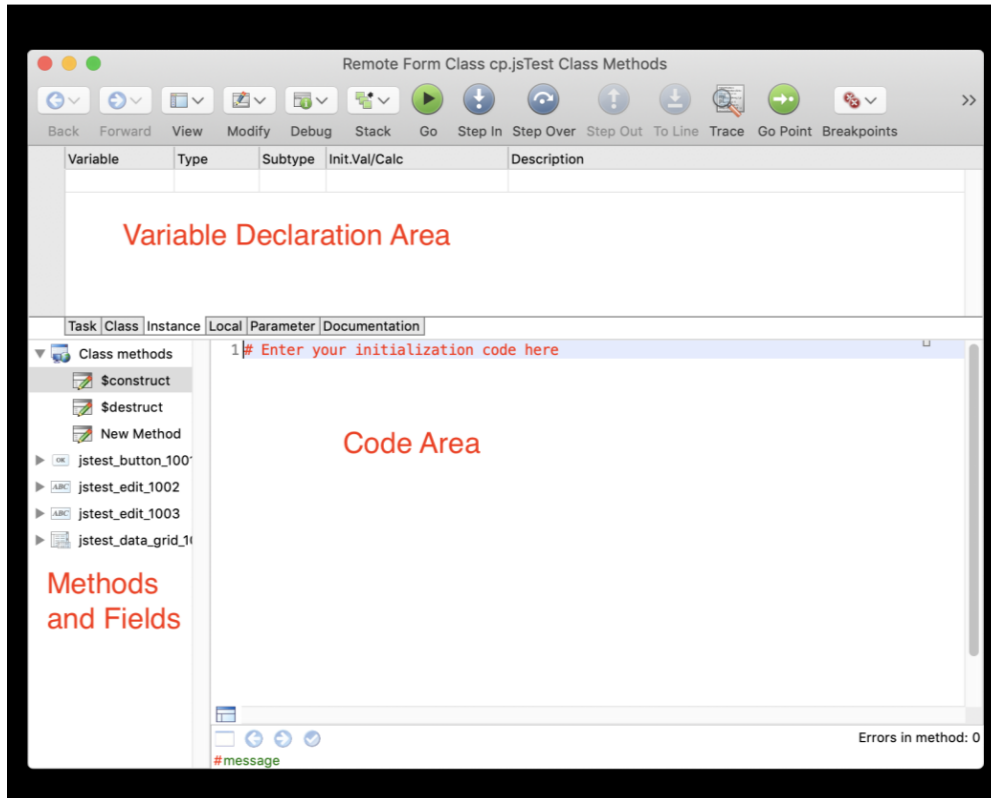 Remote Form Class cp.jsTest Class Methods
Back Forward View Modify Debug Stack Go Step In Step Over Step Out To Line Trace Go Point Breakpoints
Variable Type Subtype Init.Val/Calc Description
Variable Declaration Area
Task Class Instance Local Parameter Documentation
Class methods
1 # Enter your initialization code here
$construct
$destruct
New Method
Code Area
jstest_button_100
ABC jstest_edit_1002
ABC jstest_edit_1003
jstest_data_grid_1
Methods
and Fields
Errors in method: 0
#message